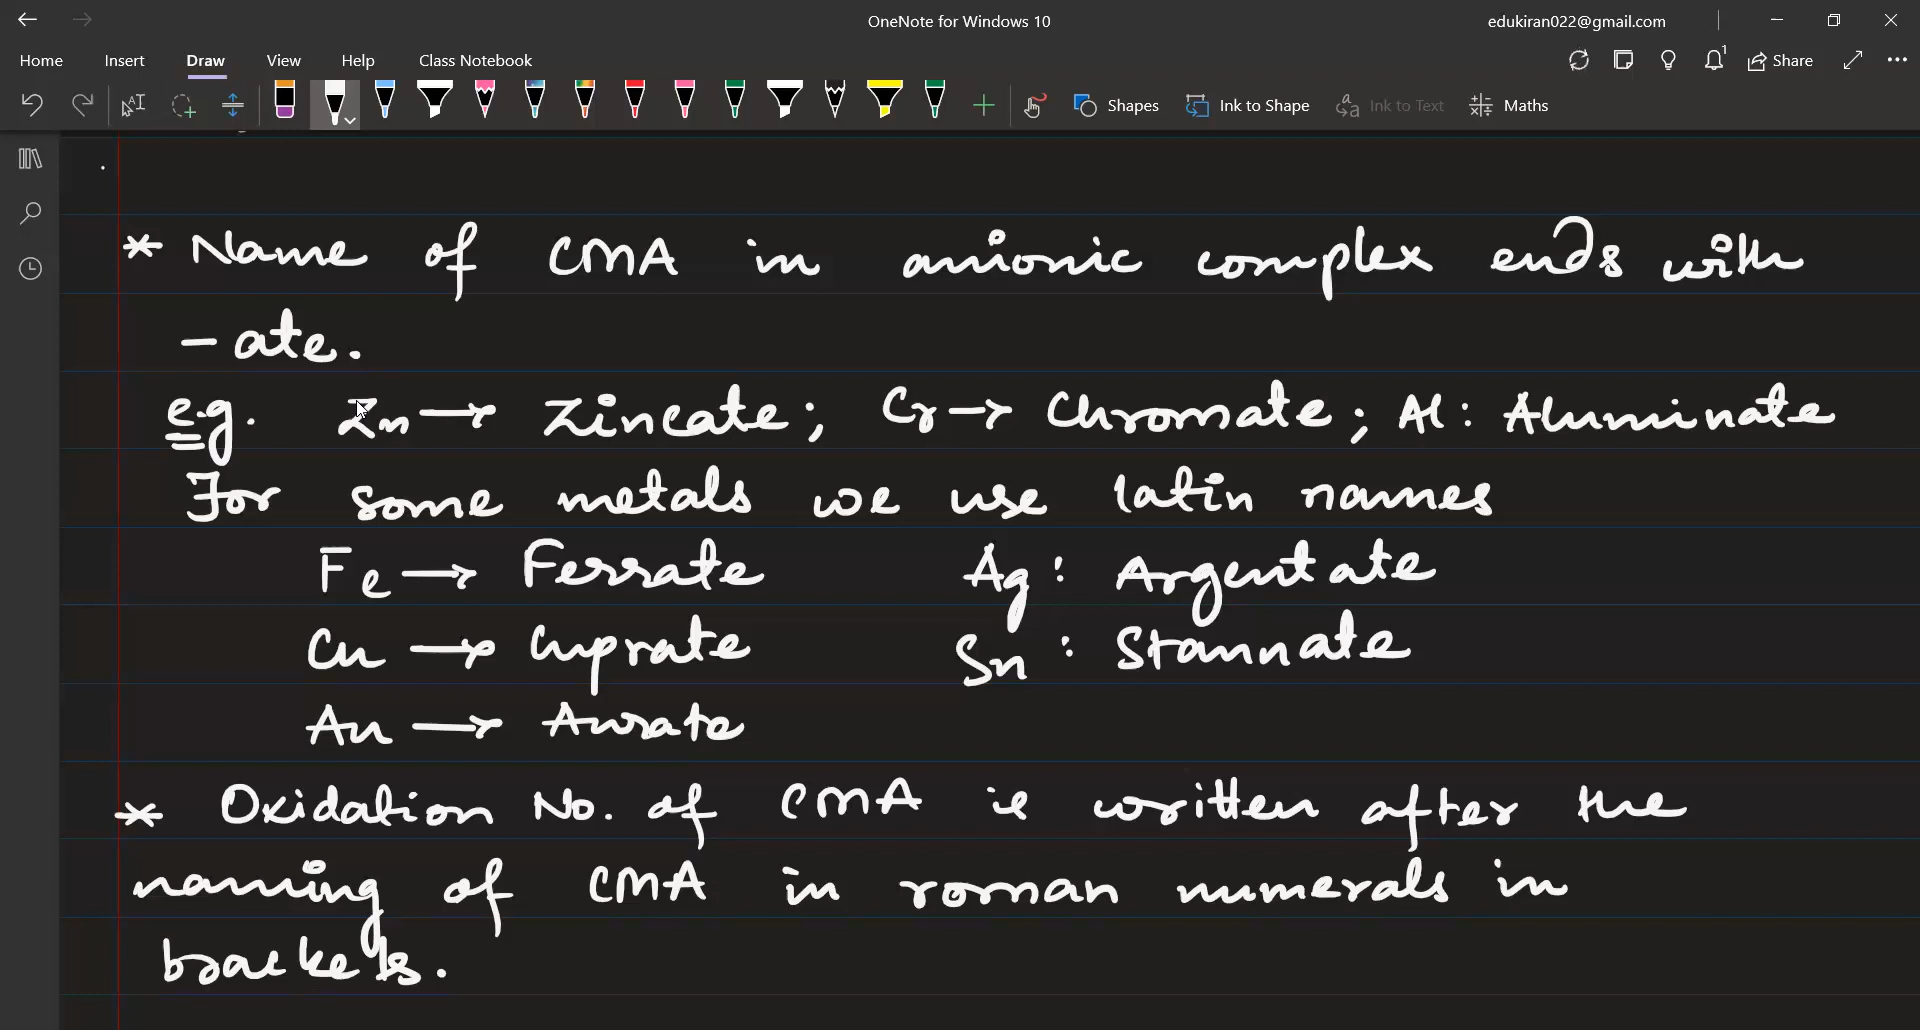 OneNote for Windows 10
edukiran022@gmail.com
Home Insert Draw View Help Class Notebook
1 Share
Shapes Ink to Shape Ink to Text Maths
* Name of CMA in anionic complex ends with
- ate.
e.g. Zn → Zincate; Cr → Chromate; Al: Aluminate
For some metals we use latin names
Fe → Ferrate Ag: Argentate
Cu → Cuprate Sn: Stannate
Au → Aurate
* Oxidation No. of CMA is written after the
naming of CMA in roman numerals in
brackets.